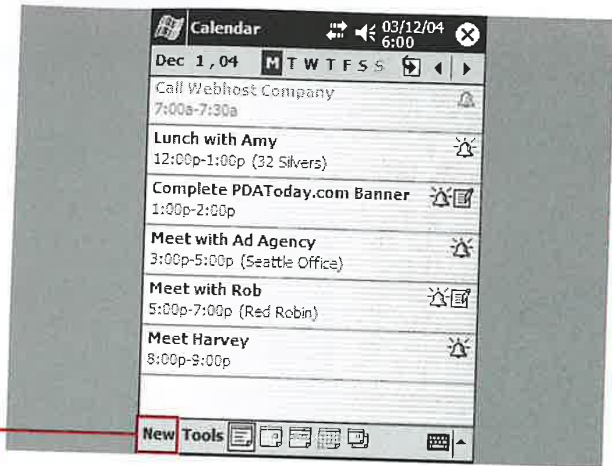 Calendar
03/12/04
6:00
Dec 1,04 M T W T F S S
Call Webhost Company
7:00a-7:30a
Lunch with Amy
12:00p-1:00p (32 Silvers)
Complete PDAToday.com Banner
1:00p-2:00p
Meet with Ad Agency
3:00p-5:00p (Seattle Office)
Meet with Rob
5:00p-7:00p (Red Robin)
Meet Harvey
8:00p-9:00p
New Tools